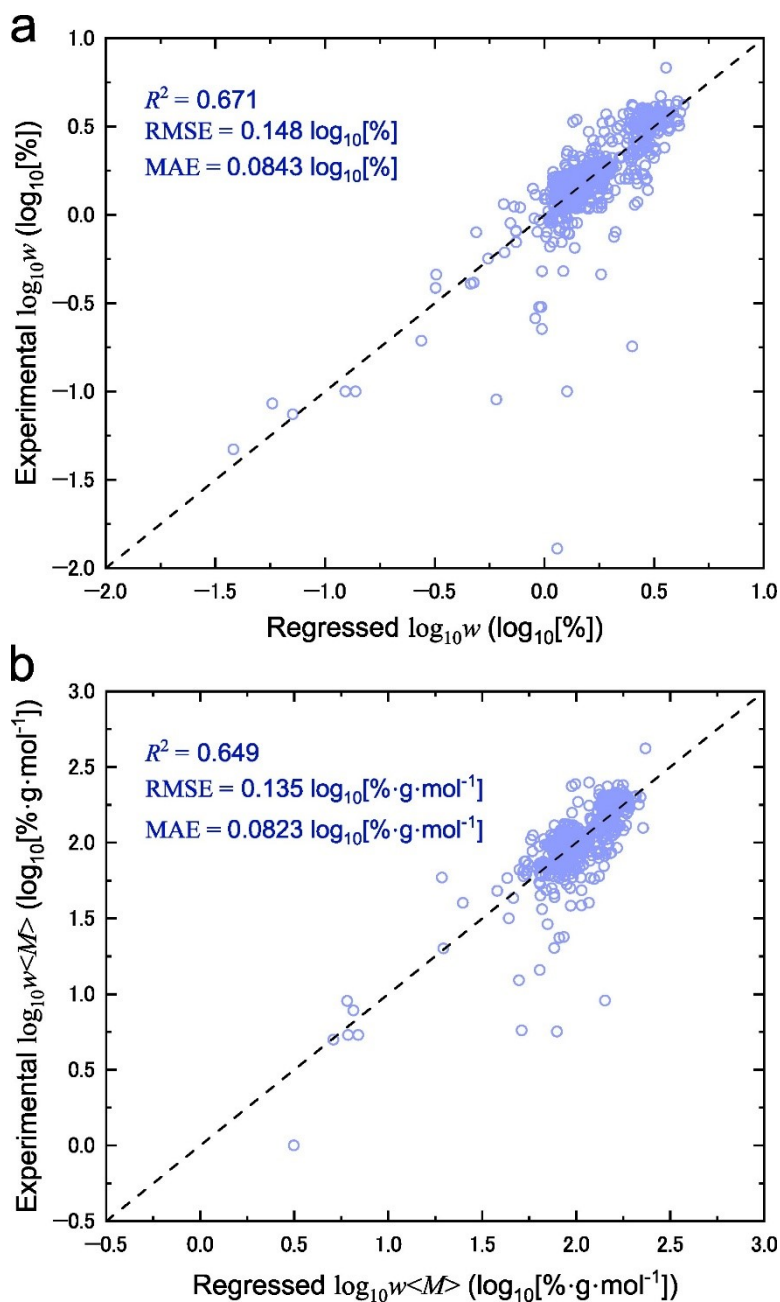 a
R² = 0.671
RMSE = 0.148 log₁₀[%]
MAE = 0.0843 log₁₀[%]
1.0
0.5
0.0
−0.5
−1.0
−1.5
−2.0
Experimental log₁₀w (log₁₀[%])
−2.0 −1.5 −1.0 −0.5 0.0 0.5 1.0
Regressed log₁₀w (log₁₀[%])
b
R² = 0.649
RMSE = 0.135 log₁₀[%·g·mol⁻¹]
MAE = 0.0823 log₁₀[%·g·mol⁻¹]
3.0
2.5
2.0
1.5
1.0
0.5
0.0
−0.5
Experimental log₁₀w<M> (log₁₀[%·g·mol⁻¹])
−0.5 0.0 0.5 1.0 1.5 2.0 2.5 3.0
Regressed log₁₀w<M> (log₁₀[%·g·mol⁻¹])